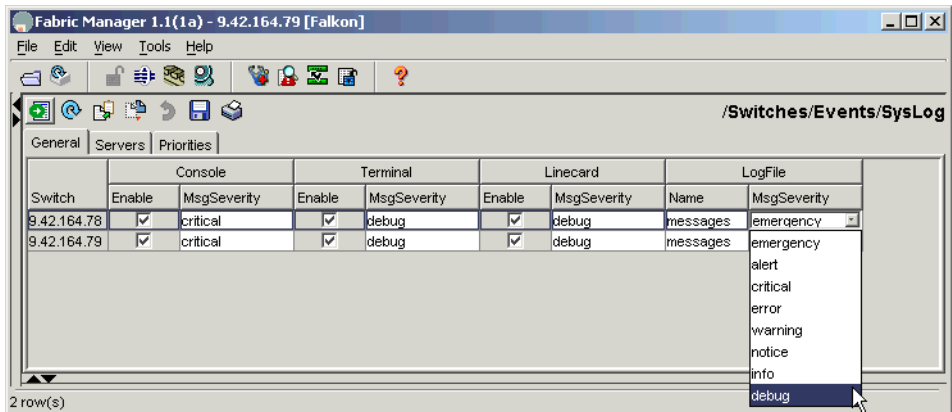 Fabric Manager 1.1(1a) - 9.42.164.79 [Falkon]
File Edit View Tools Help
/Switches/Events/SysLog
General Servers Priorities
Console Terminal Linecard LogFile
Switch Enable MsgSeverity Enable MsgSeverity Enable MsgSeverity Name MsgSeverity
9.42.164.78 critical debug debug messages emergency
9.42.164.79 critical debug debug messages
emergency
alert
critical
error
warning
notice
info
debug
2 row(s)